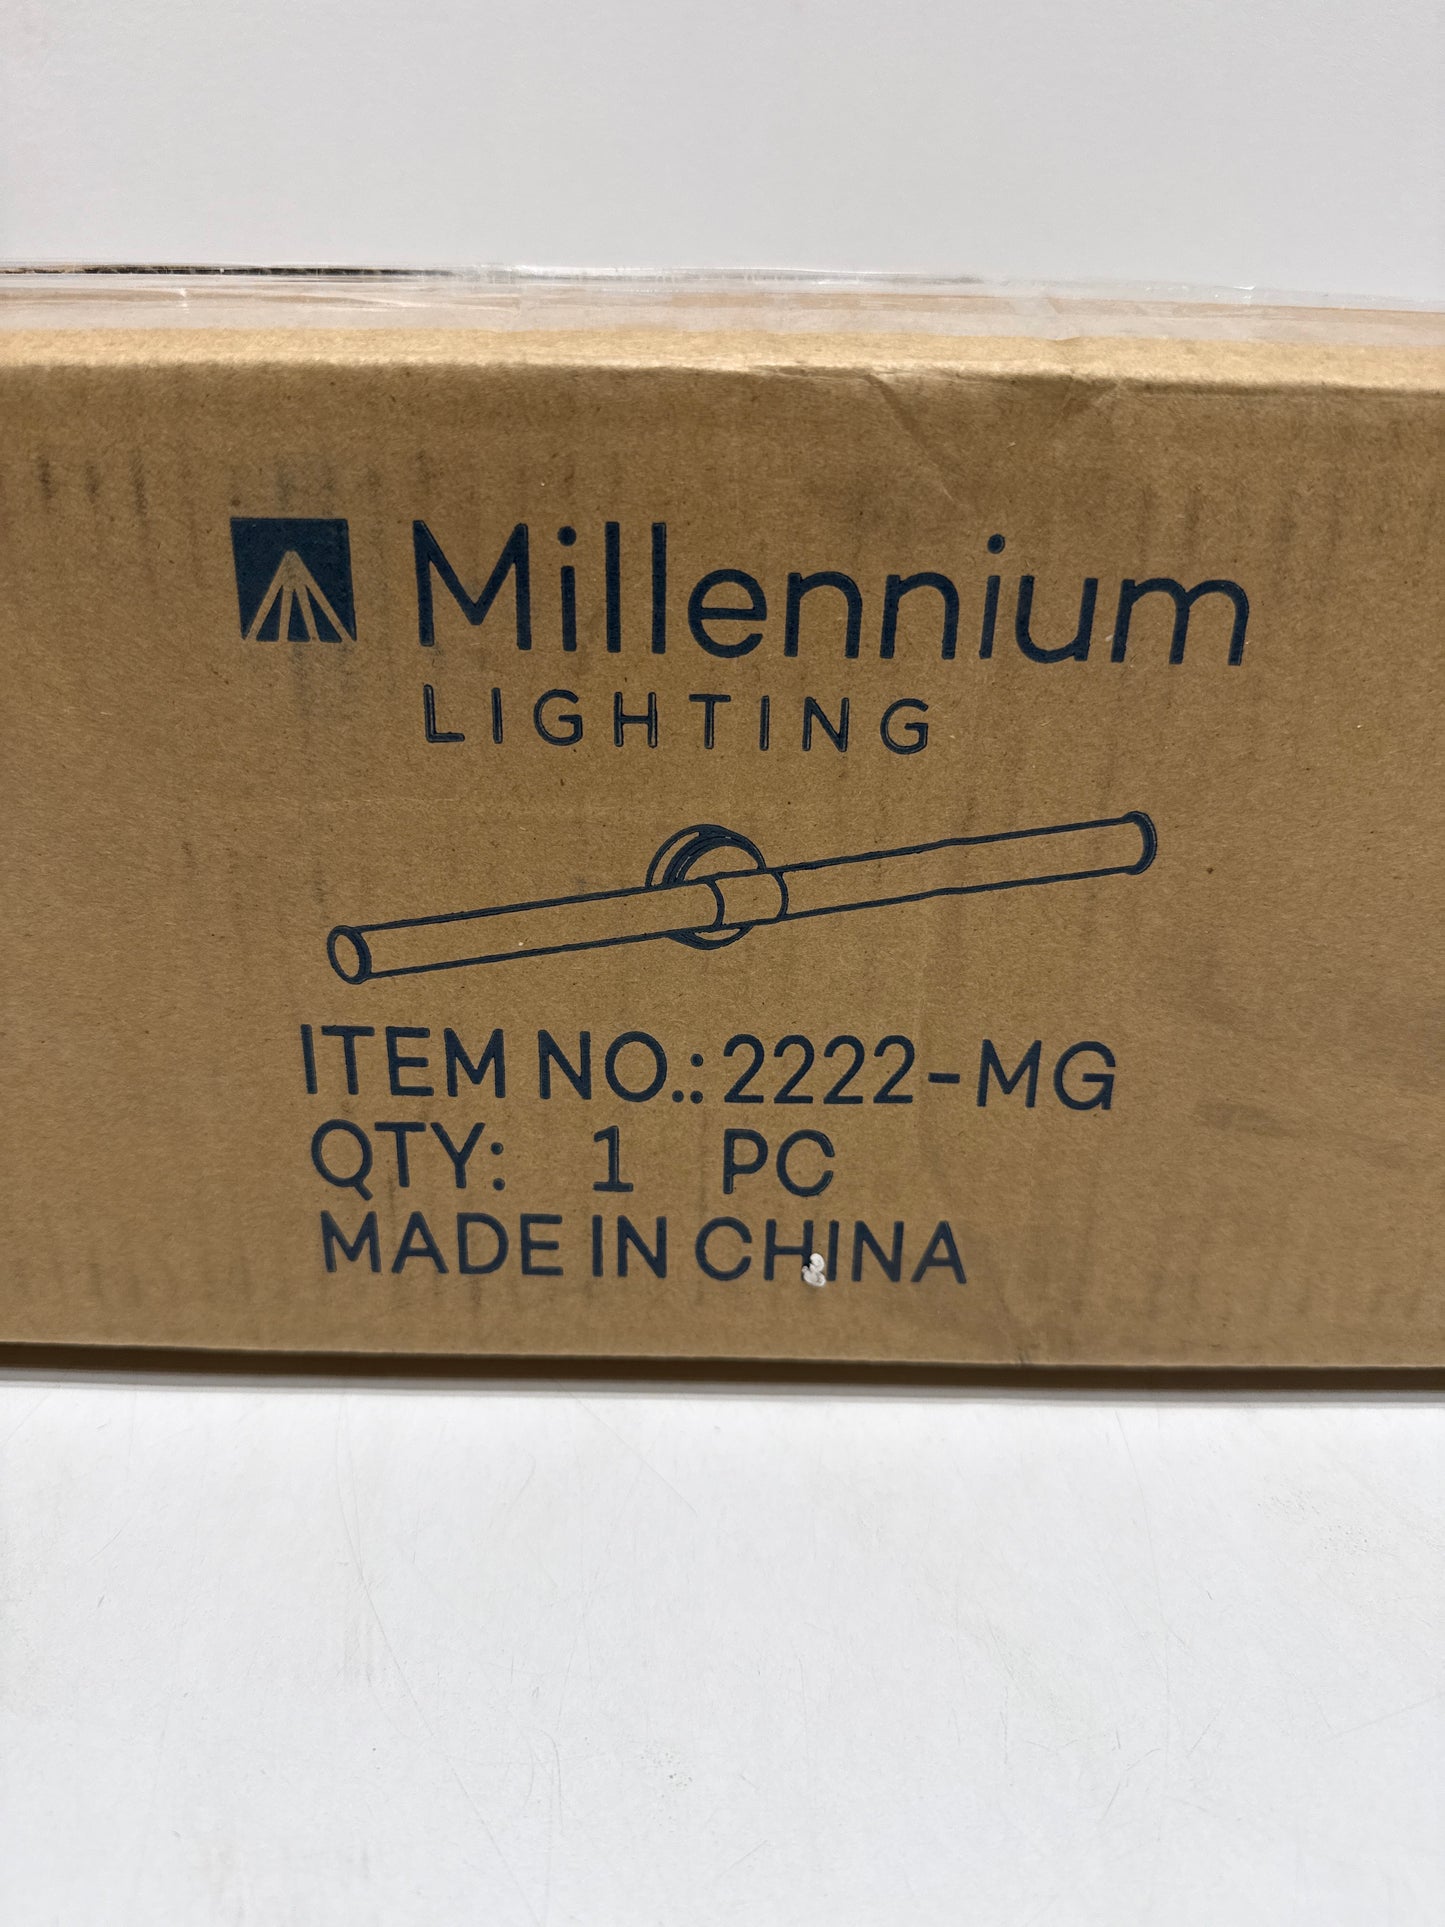 Millennium
LIGHTING
ITEM NO.:2222-MG
QTY: 1 PC
MADE IN CHINA